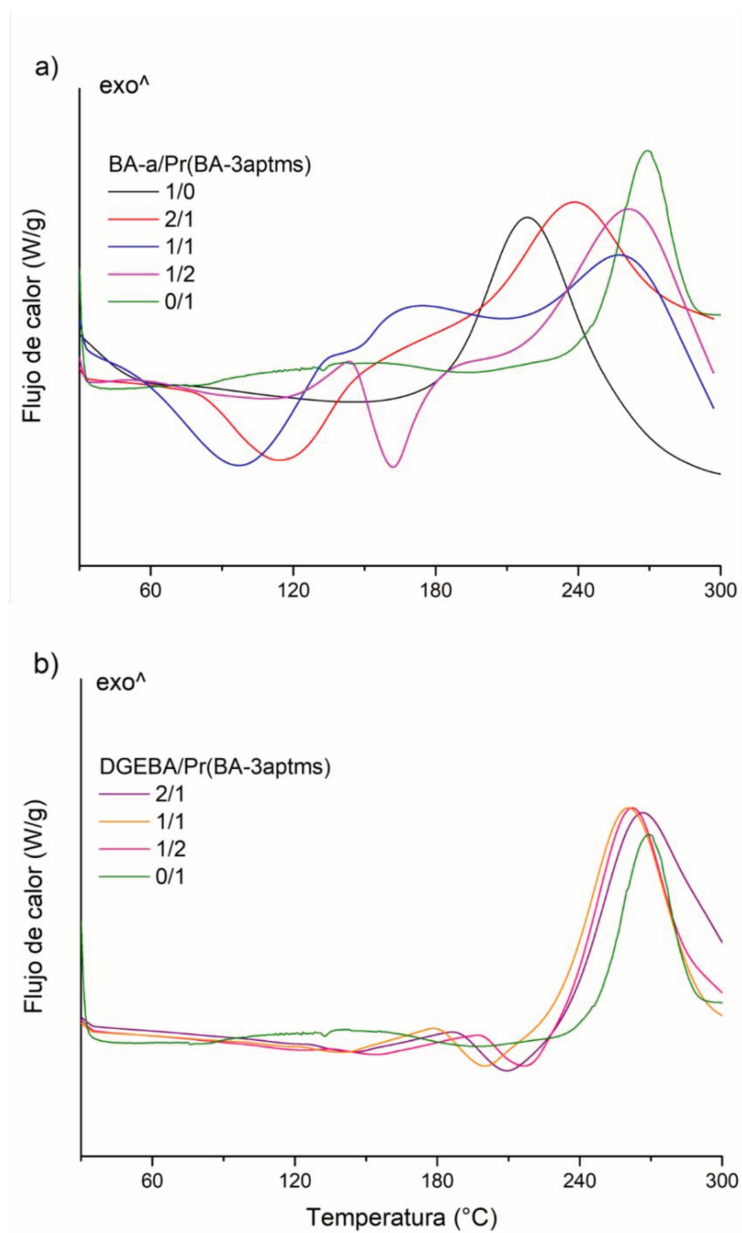 a)
exo^
BA-a/Pr(BA-3aptms)
1/0
2/1
1/1
1/2
0/1
Flujo de calor (W/g)
60 120 180 240 300
b)
exo^
DGEBA/Pr(BA-3aptms)
2/1
1/1
1/2
0/1
Flujo de calor (W/g)
60 120 180 240 300
Temperatura (°C)